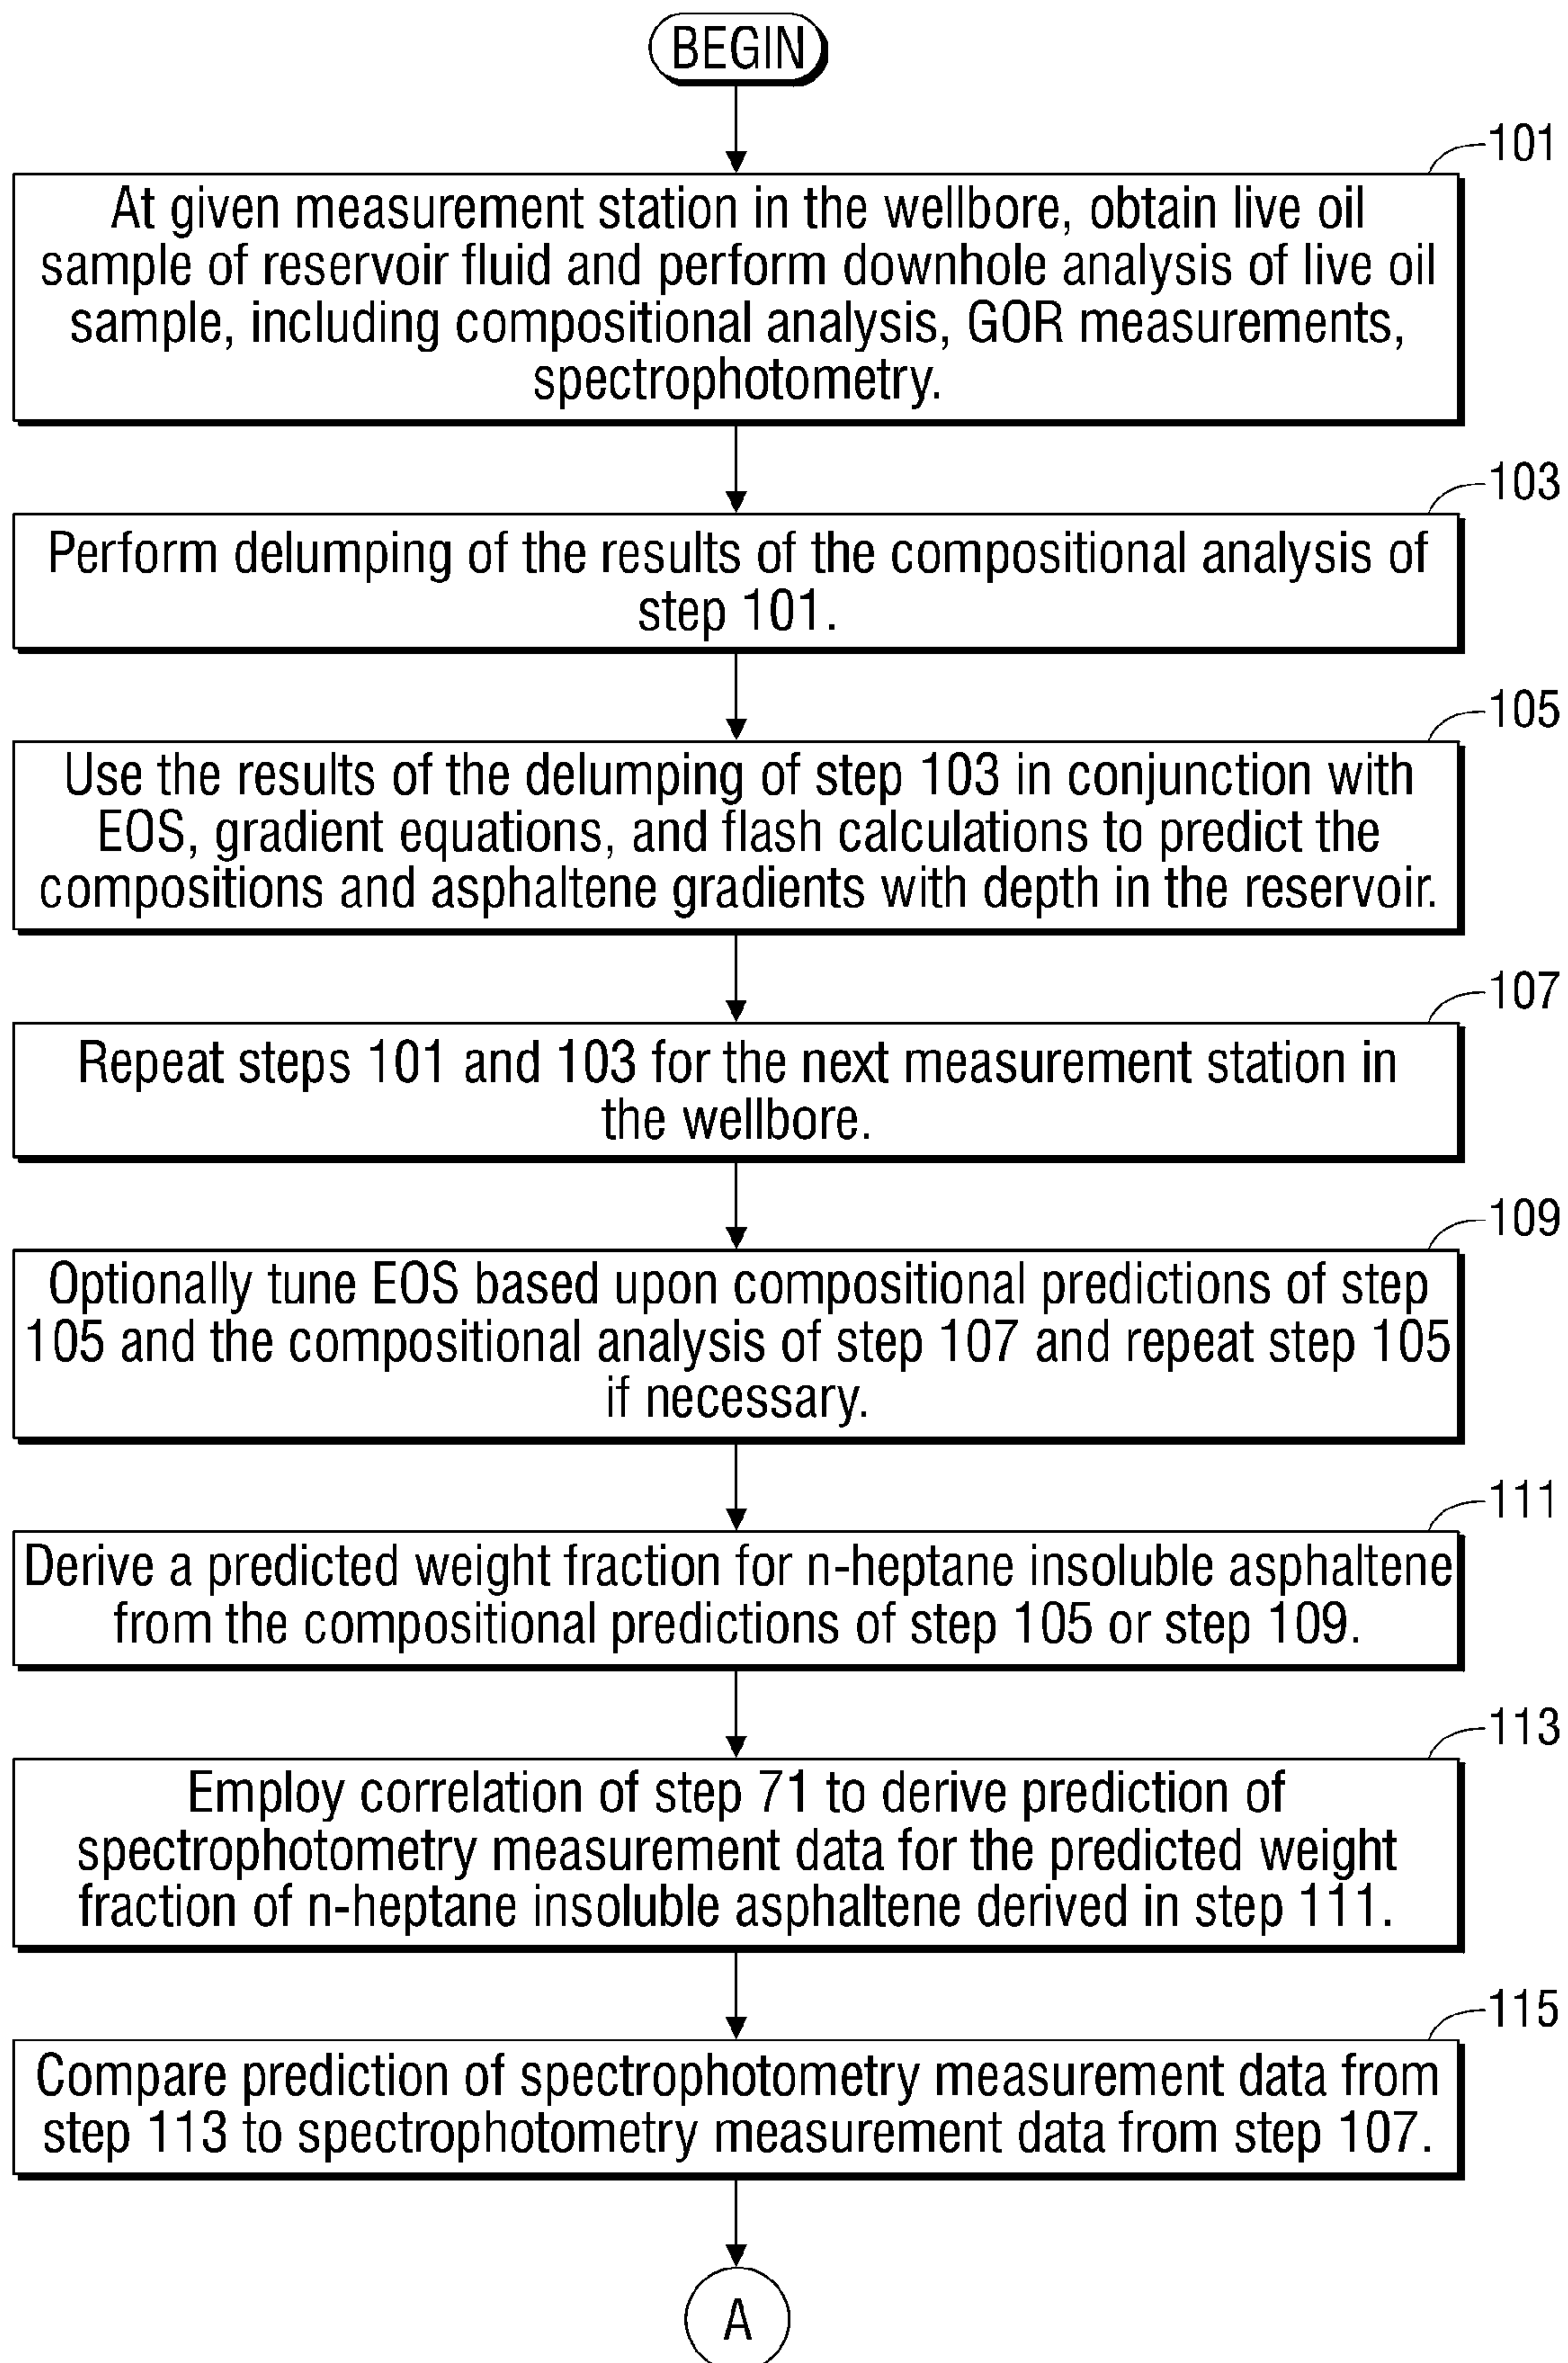 BEGIN
101
At given measurement station in the wellbore, obtain live oil
sample of reservoir fluid and perform downhole analysis of live oil
sample, including compositional analysis, GOR measurements,
spectrophotometry.
103
Perform delumping of the results of the compositional analysis of
step 101.
105
Use the results of the delumping of step 103 in conjunction with
EOS, gradient equations, and flash calculations to predict the
compositions and asphaltene gradients with depth in the reservoir.
107
Repeat steps 101 and 103 for the next measurement station in
the wellbore.
109
Optionally tune EOS based upon compositional predictions of step
105 and the compositional analysis of step 107 and repeat step 105
if necessary.
111
Derive a predicted weight fraction for n-heptane insoluble asphaltene
from the compositional predictions of step 105 or step 109.
113
Employ correlation of step 71 to derive prediction of
spectrophotometry measurement data for the predicted weight
fraction of n-heptane insoluble asphaltene derived in step 111.
115
Compare prediction of spectrophotometry measurement data from
step 113 to spectrophotometry measurement data from step 107.
A